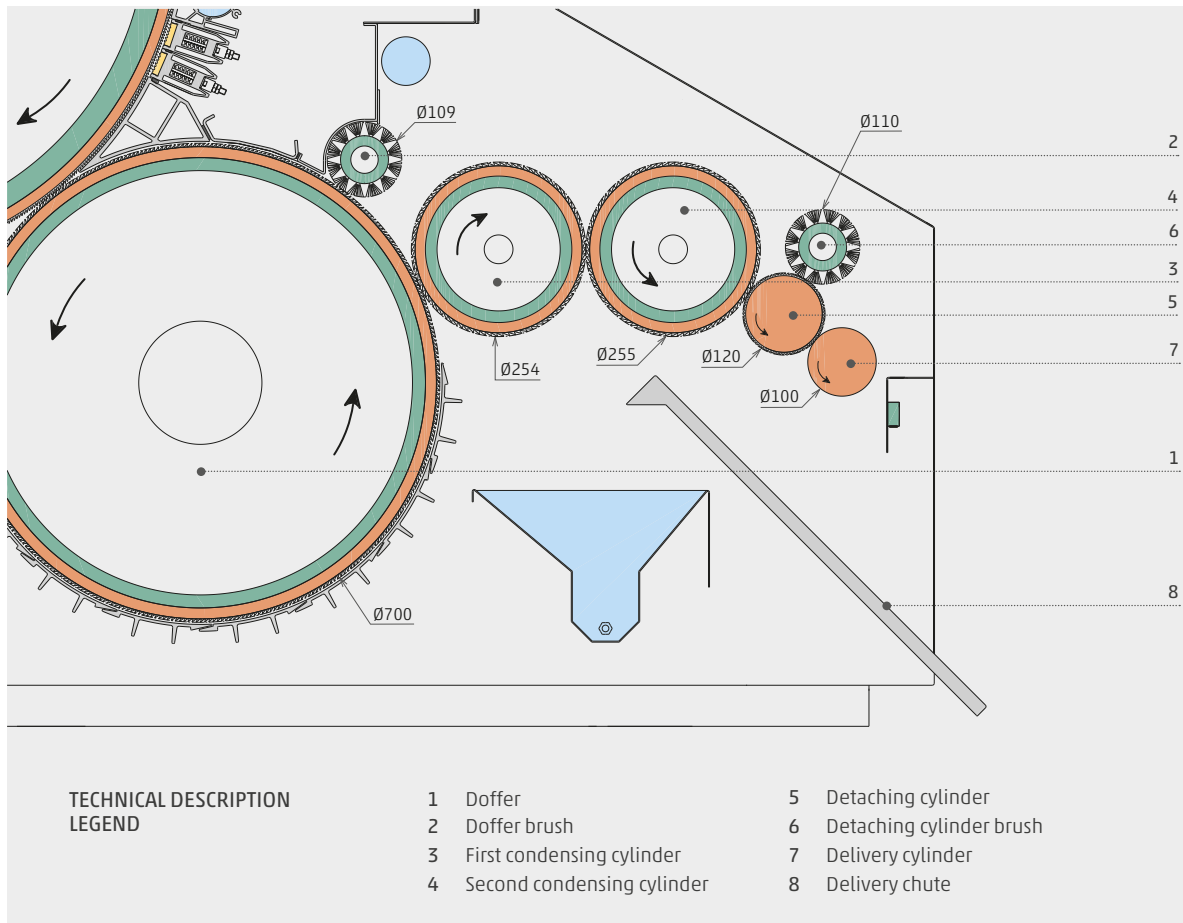 Ø109
Ø110
2
4
6
3
5
Ø255
Ø120
7
Ø254
Ø100
1
8
Ø700
TECHNICAL DESCRIPTION
LEGEND
1 Doffer
2 Doffer brush
3 First condensing cylinder
4 Second condensing cylinder
5 Detaching cylinder
6 Detaching cylinder brush
7 Delivery cylinder
8 Delivery chute